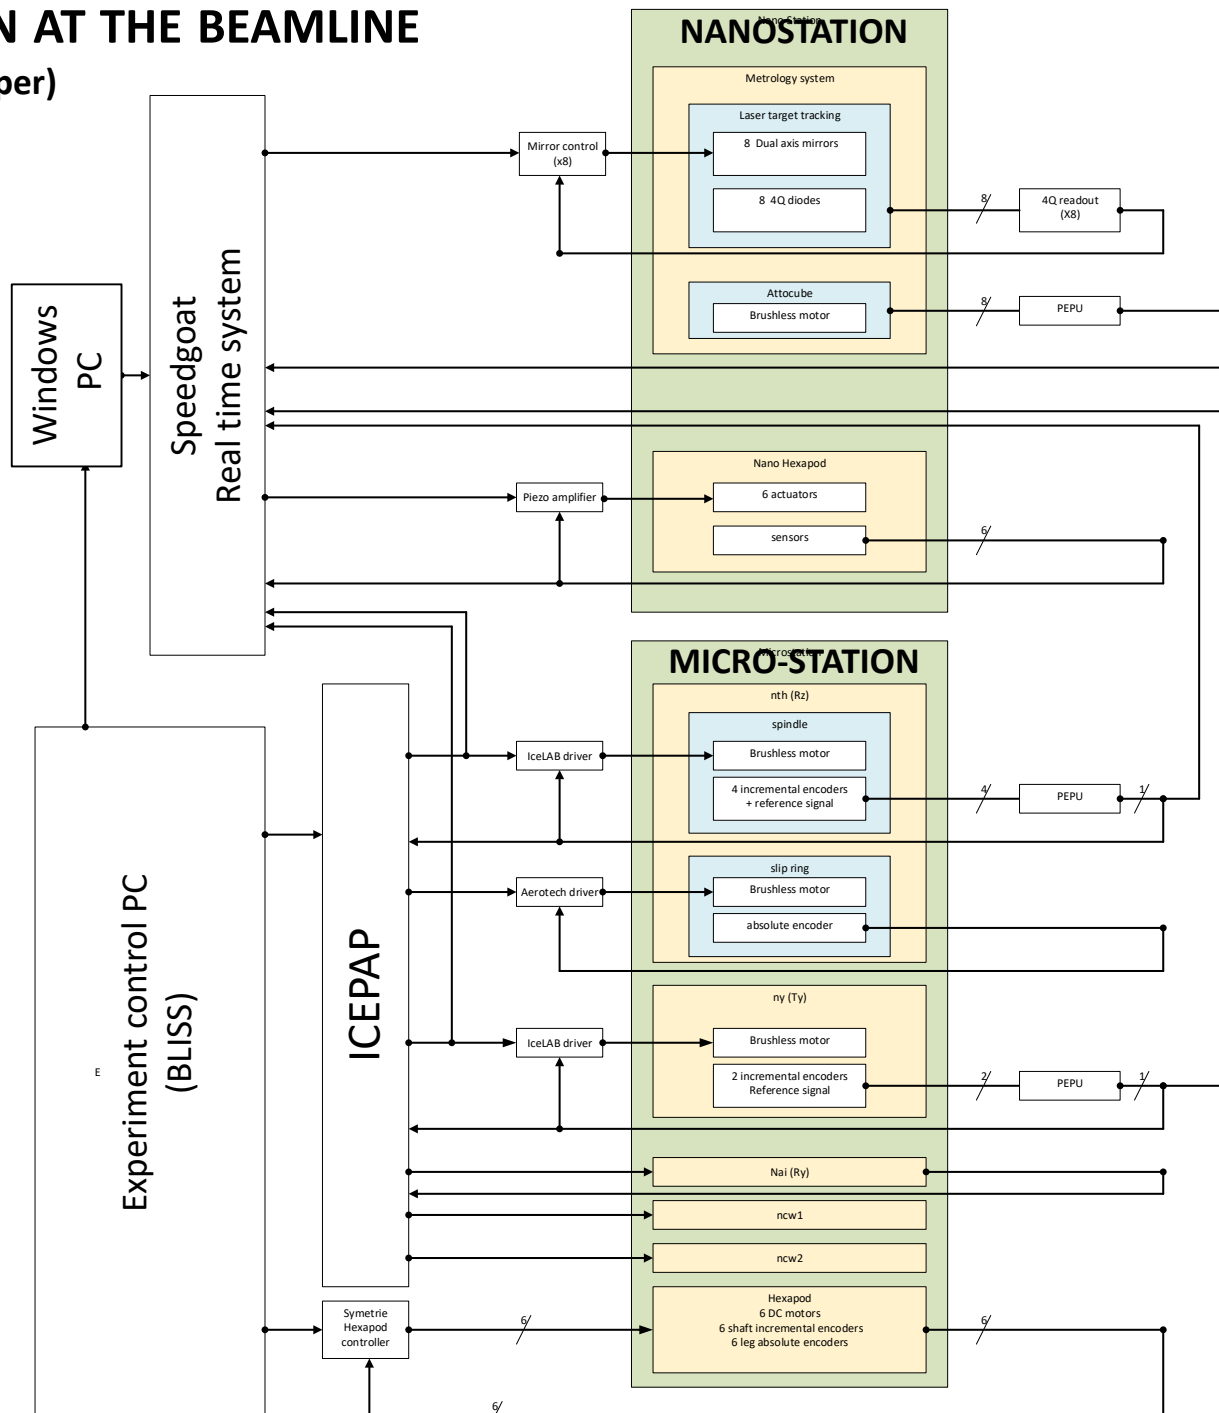 N AT THE BEAMLINE
per)
NANOSTATION
Metrology system
Laser target tracking
8 Dual axis mirrors
8 4Q diodes
Mirror control
(x8)
8
4Q readout
(X8)
Attocube
Brushless motor
8
PEPU
Windows
PC
Speedgoat
Real time system
Nano Hexapod
6 actuators
sensors
Piezo amplifier
6
MICRO-STATION
nth (Rz)
spindle
Brushless motor
4 incremental encoders
+ reference signal
IceLAB driver
4
PEPU
1
slip ring
Brushless motor
absolute encoder
Aerotech driver
ICEPAP
Experiment control PC
(BLISS)
E
ny (Ty)
Brushless motor
2 incremental encoders
Reference signal
IceLAB driver
2
PEPU
1
Nai (Ry)
ncw1
ncw2
Hexapod
6 DC motors
6 shaft incremental encoders
6 leg absolute encoders
Symetrie
Hexapod
controller
6
6
6